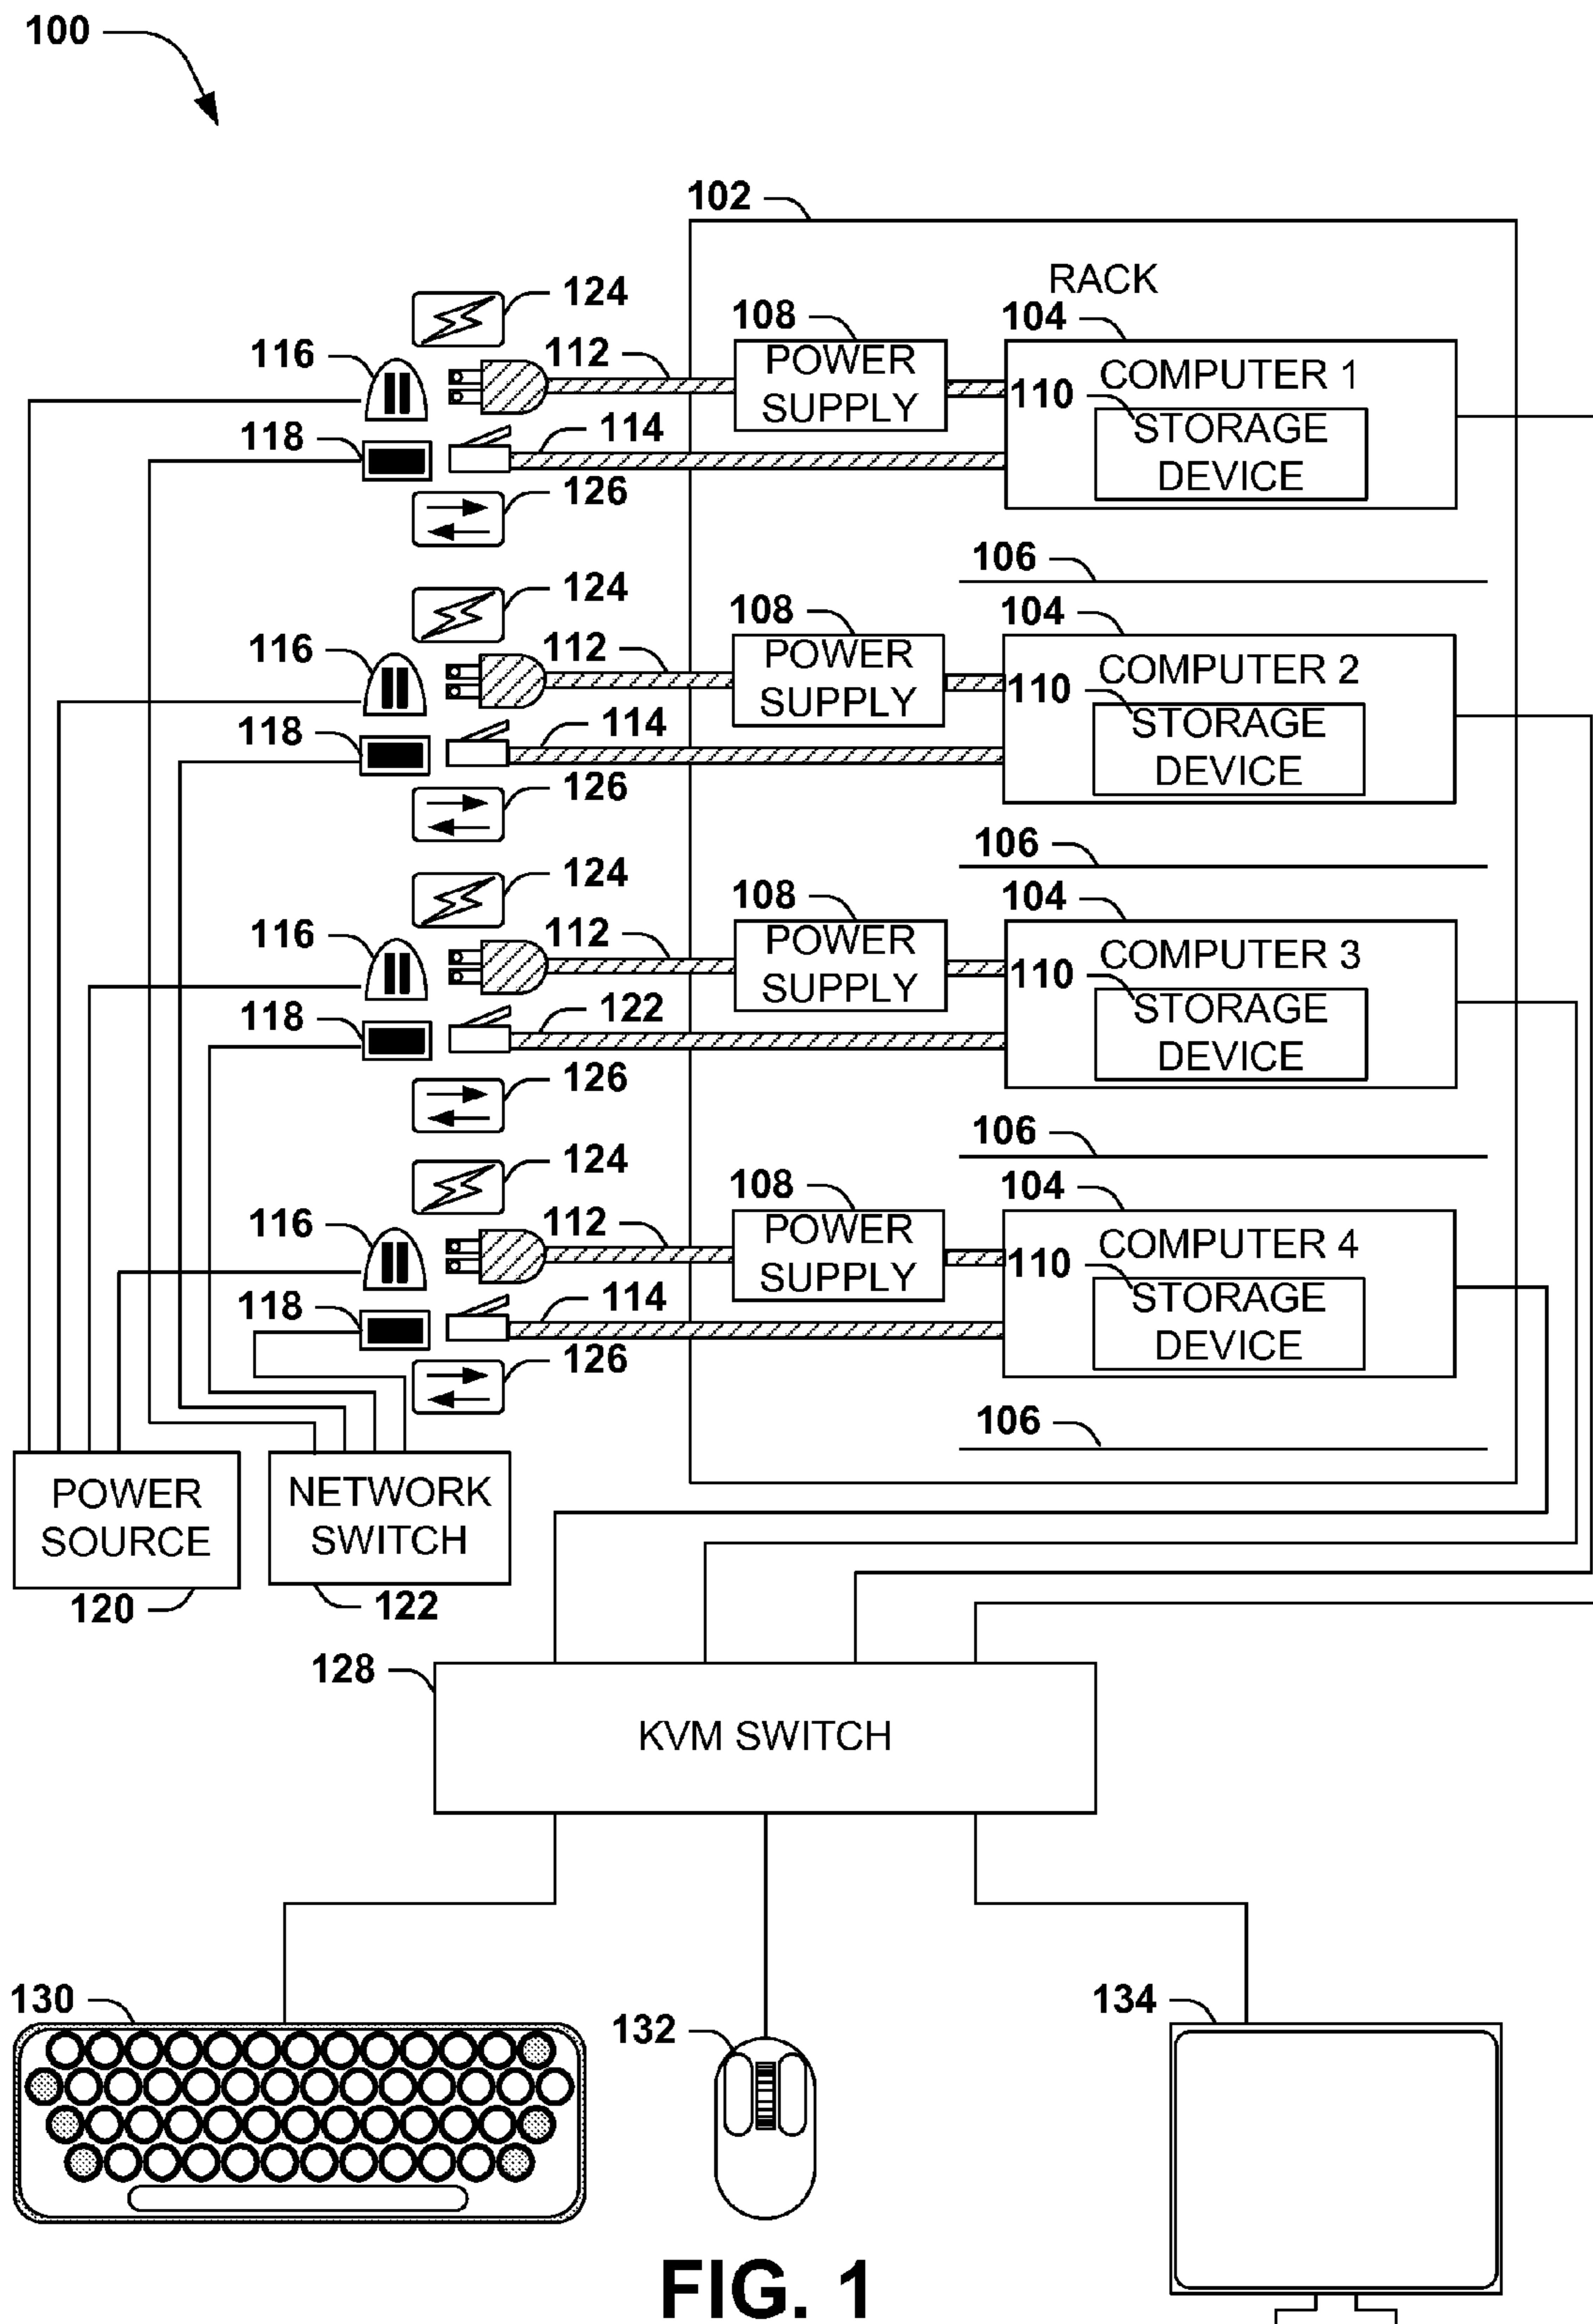 100
102
RACK
124
108
104
116
112
POWER
SUPPLY
COMPUTER 1
110
118
114
STORAGE
DEVICE
126
106
124
108
104
116
112
POWER
SUPPLY
COMPUTER 2
110
118
114
STORAGE
DEVICE
126
106
124
108
104
116
112
POWER
SUPPLY
COMPUTER 3
110
118
122
STORAGE
DEVICE
126
106
124
108
104
116
112
POWER
SUPPLY
COMPUTER 4
110
118
114
STORAGE
DEVICE
126
106
POWER
SOURCE
NETWORK
SWITCH
120
122
128
KVM SWITCH
130
132
134
FIG. 1